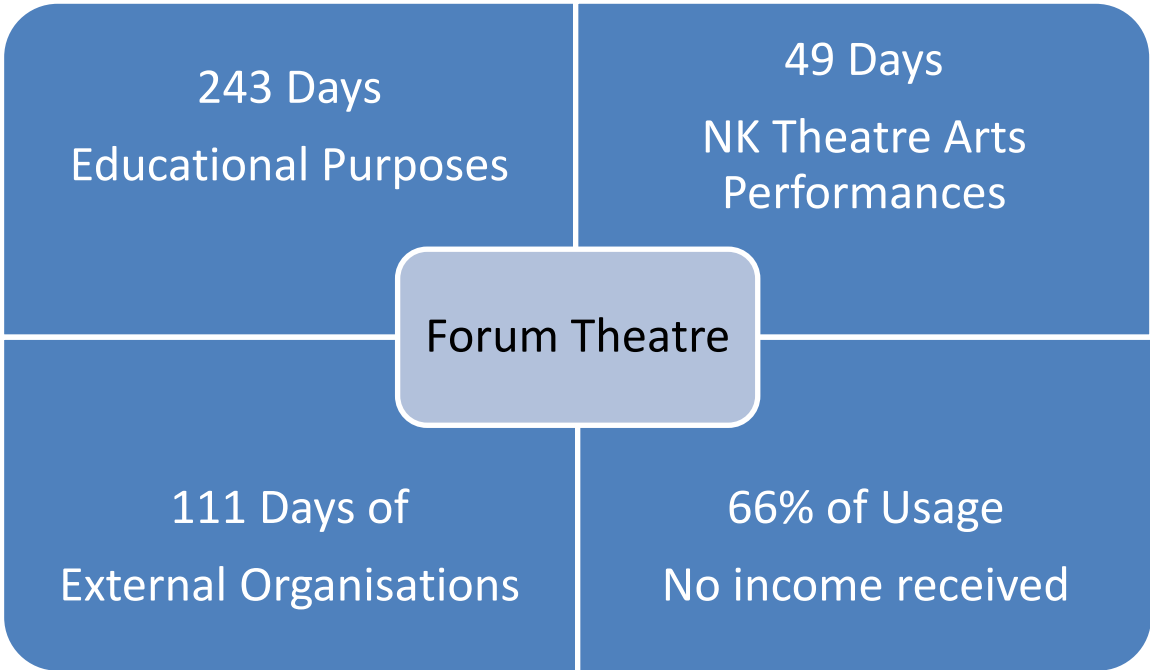 243 Days
Educational Purposes
49 Days
NK Theatre Arts
Performances
Forum Theatre
111 Days of
External Organisations
66% of Usage
No income received